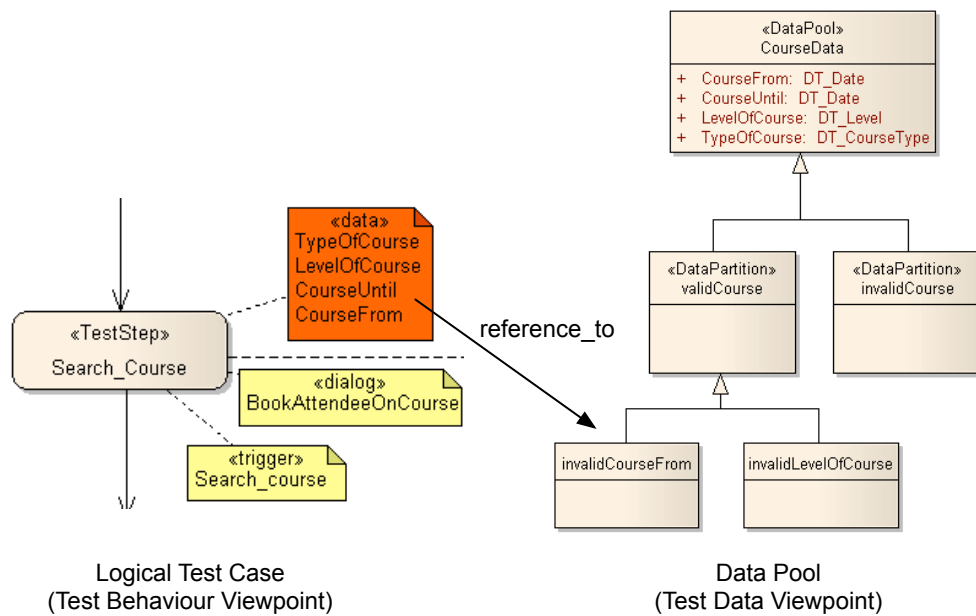 «DataPool»
CourseData
+ CourseFrom: DT_Date
+ CourseUntil: DT_Date
+ LevelOfCourse: DT_Level
+ TypeOfCourse: DT_CourseType
«data»
TypeOfCourse
LevelOfCourse
CourseUntil
CourseFrom
«TestStep»
Search_Course
«dialog»
BookAttendeeOnCourse
«trigger»
Search_course
reference_to
«DataPartition»
validCourse
«DataPartition»
invalidCourse
invalidCourseFrom
invalidLevelOfCourse
Logical Test Case
(Test Behaviour Viewpoint)
Data Pool
(Test Data Viewpoint)